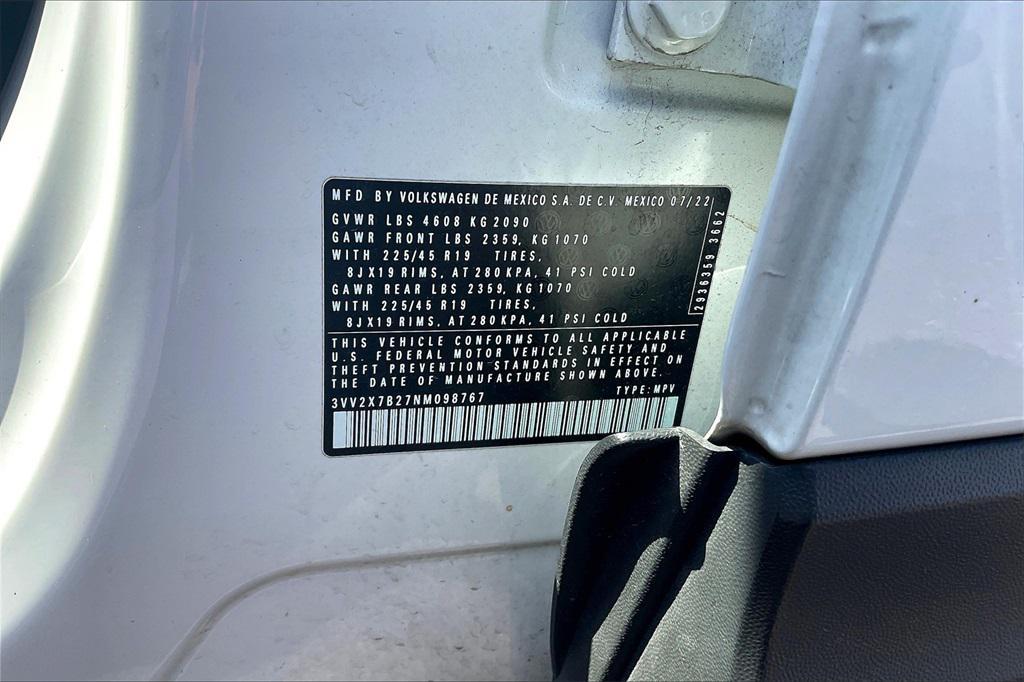 MFD BY VOLKSWAGEN DE MEXICO S.A. DE C.V. MEXICO 07/22
GVWR LBS 4608 KG 2090
GAWR FRONT LBS 2359, KG 1070
WITH 225/45 R19 TIRES,
8JX19 RIMS, AT 280 KPA, 41 PSI COLD
GAWR REAR LBS 2359, KG 1070
WITH 225/45 R19 TIRES,
8JX19 RIMS, AT 280 KPA, 41 PSI COLD
2936359 3662
THIS VEHICLE CONFORMS TO ALL APPLICABLE
U.S. FEDERAL MOTOR VEHICLE SAFETY AND
THEFT PREVENTION STANDARDS IN EFFECT ON
THE DATE OF MANUFACTURE SHOWN ABOVE.
3VV2X7B27NM098767 TYPE: MPV